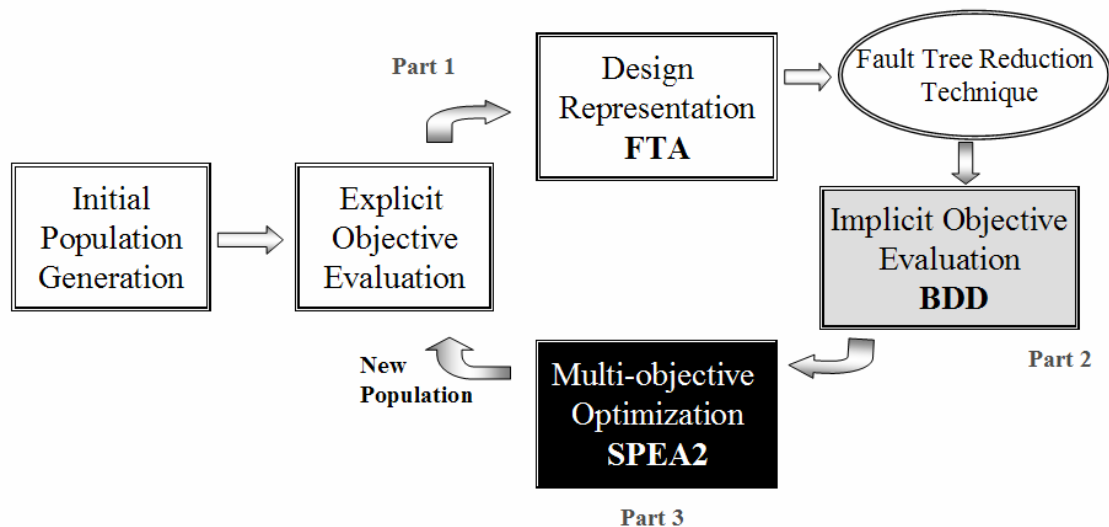 Part 1
Design
Representation
FTA
Fault Tree Reduction
Technique
Initial
Population
Generation
Explicit
Objective
Evaluation
Implicit Objective
Evaluation
BDD
Part 2
New
Population
Multi-objective
Optimization
SPEA2
Part 3